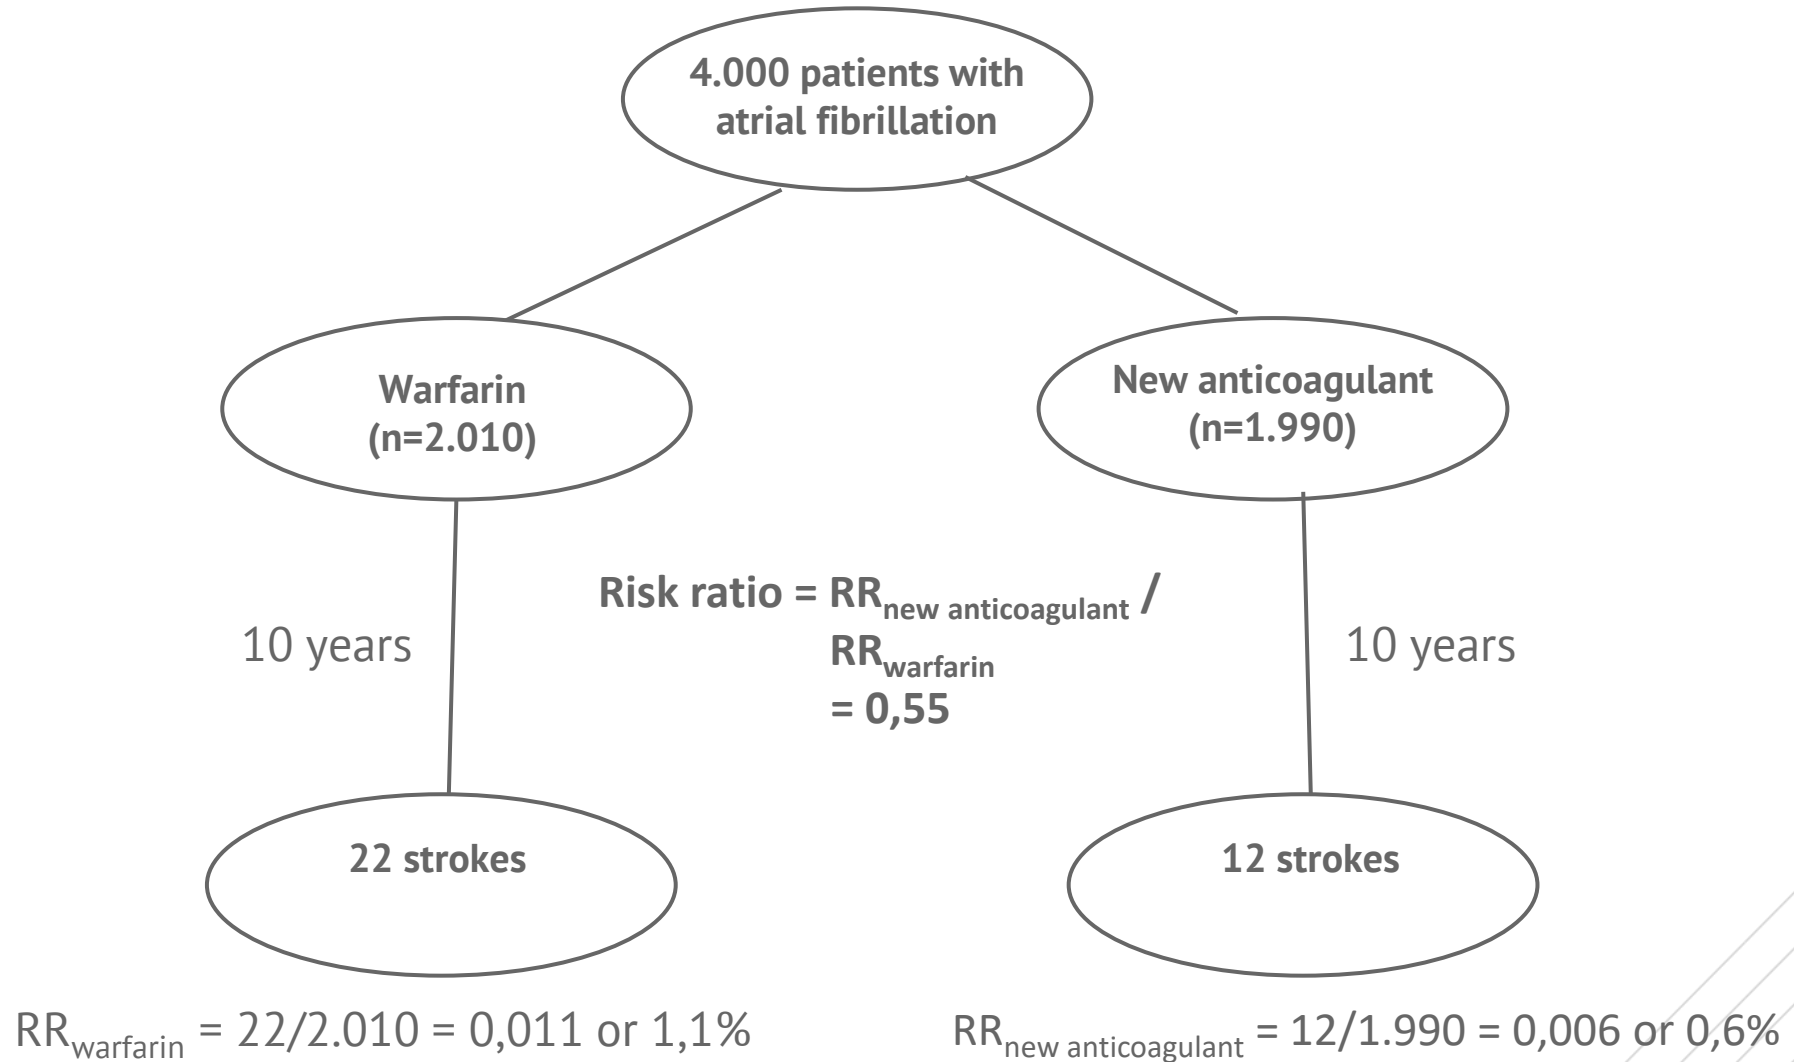 4.000 patients with
atrial fibrillation
Warfarin
(n=2.010)
New anticoagulant
(n=1.990)
10 years
Risk ratio = RRnew anticoagulant /
RRwarfarin
= 0,55
10 years
22 strokes
12 strokes
RRwarfarin = 22/2.010 = 0,011 or 1,1%
RRnew anticoagulant = 12/1.990 = 0,006 or 0,6%